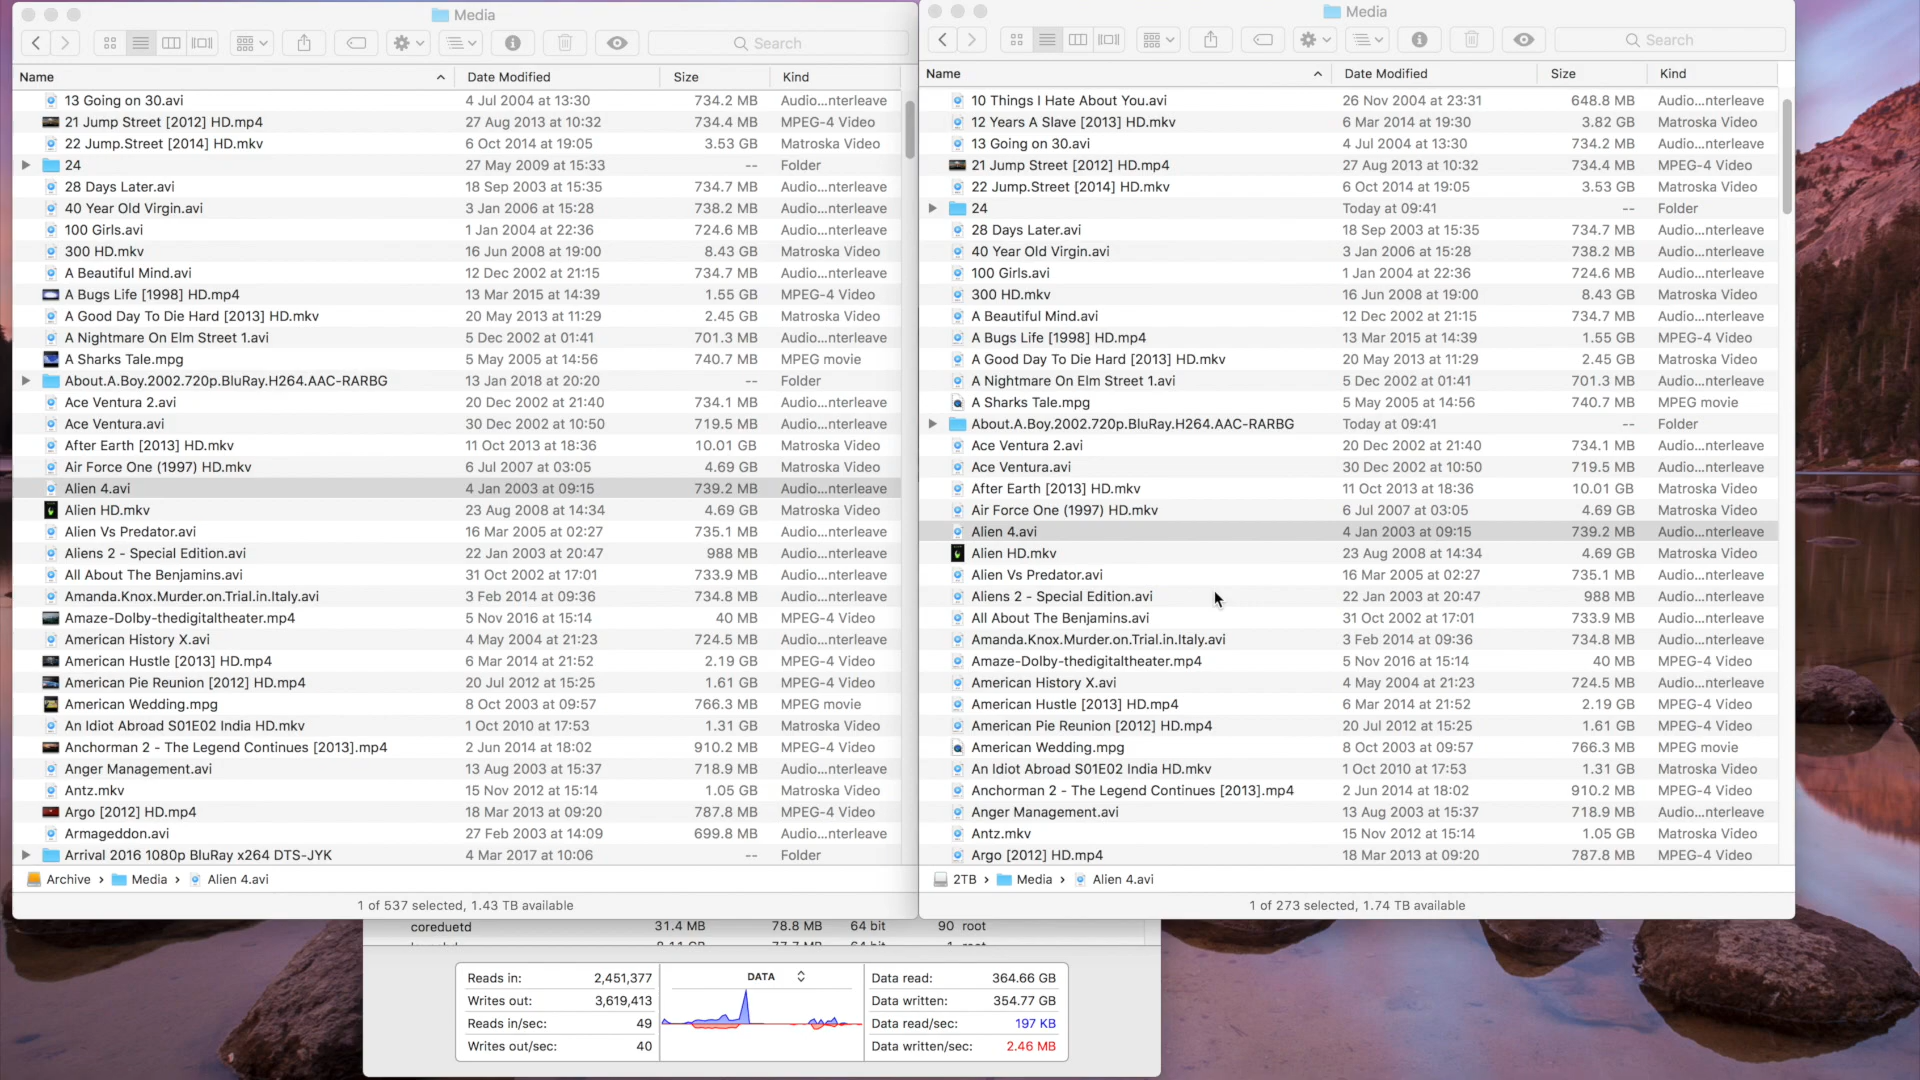 Media
Search
Name Date Modified Size Kind
13 Going on 30.avi 4 Jul 2004 at 13:30 734.2 MB Audio...nterleave
21 Jump Street [2012] HD.mp4 27 Aug 2013 at 10:32 734.4 MB MPEG-4 Video
22 Jump.Street [2014] HD.mkv 6 Oct 2014 at 19:05 3.53 GB Matroska Video
24 27 May 2009 at 15:33 -- Folder
28 Days Later.avi 18 Sep 2003 at 15:35 734.7 MB Audio...nterleave
40 Year Old Virgin.avi 3 Jan 2006 at 15:28 738.2 MB Audio...nterleave
100 Girls.avi 1 Jan 2004 at 22:36 724.6 MB Audio...nterleave
300 HD.mkv 16 Jun 2008 at 19:00 8.43 GB Matroska Video
A Beautiful Mind.avi 12 Dec 2002 at 21:15 734.7 MB Audio...nterleave
A Bugs Life [1998] HD.mp4 13 Mar 2015 at 14:39 1.55 GB MPEG-4 Video
A Good Day To Die Hard [2013] HD.mkv 20 May 2013 at 11:29 2.45 GB Matroska Video
A Nightmare On Elm Street 1.avi 5 Dec 2002 at 01:41 701.3 MB Audio...nterleave
A Sharks Tale.mpg 5 May 2005 at 14:56 740.7 MB MPEG movie
About.A.Boy.2002.720p.BluRay.H264.AAC-RARBG 13 Jan 2018 at 20:20 -- Folder
Ace Ventura 2.avi 20 Dec 2002 at 21:40 734.1 MB Audio...nterleave
Ace Ventura.avi 30 Dec 2002 at 10:50 719.5 MB Audio...nterleave
After Earth [2013] HD.mkv 11 Oct 2013 at 18:36 10.01 GB Matroska Video
Air Force One (1997) HD.mkv 6 Jul 2007 at 03:05 4.69 GB Matroska Video
Alien 4.avi 4 Jan 2003 at 09:15 739.2 MB Audio...nterleave
Alien HD.mkv 23 Aug 2008 at 14:34 4.69 GB Matroska Video
Alien Vs Predator.avi 16 Mar 2005 at 02:27 735.1 MB Audio...nterleave
Aliens 2 - Special Edition.avi 22 Jan 2003 at 20:47 988 MB Audio...nterleave
All About The Benjamins.avi 31 Oct 2002 at 17:01 733.9 MB Audio...nterleave
Amanda.Knox.Murder.on.Trial.in.Italy.avi 3 Feb 2014 at 09:36 734.8 MB Audio...nterleave
Amaze-Dolby-thedigitaltheater.mp4 5 Nov 2016 at 15:14 40 MB MPEG-4 Video
American History X.avi 4 May 2004 at 21:23 724.5 MB Audio...nterleave
American Hustle [2013] HD.mp4 6 Mar 2014 at 21:52 2.19 GB MPEG-4 Video
American Pie Reunion [2012] HD.mp4 20 Jul 2012 at 15:25 1.61 GB MPEG-4 Video
American Wedding.mpg 8 Oct 2003 at 09:57 766.3 MB MPEG movie
An Idiot Abroad S01E02 India HD.mkv 1 Oct 2010 at 17:53 1.31 GB Matroska Video
Anchorman 2 - The Legend Continues [2013].mp4 2 Jun 2014 at 18:02 910.2 MB MPEG-4 Video
Anger Management.avi 13 Aug 2003 at 15:37 718.9 MB Audio...nterleave
Antz.mkv 15 Nov 2012 at 15:14 1.05 GB Matroska Video
Argo [2012] HD.mp4 18 Mar 2013 at 09:20 787.8 MB MPEG-4 Video
Armageddon.avi 27 Feb 2003 at 14:09 699.8 MB Audio...nterleave
Arrival 2016 1080p BluRay x264 DTS-JYK 4 Mar 2017 at 10:06 -- Folder
Archive › Media › Alien 4.avi
1 of 537 selected, 1.43 TB available
Media
Search
Name Date Modified Size Kind
10 Things I Hate About You.avi 26 Nov 2004 at 23:31 648.8 MB Audio...nterleave
12 Years A Slave [2013] HD.mkv 6 Mar 2014 at 19:30 3.82 GB Matroska Video
13 Going on 30.avi 4 Jul 2004 at 13:30 734.2 MB Audio...nterleave
21 Jump Street [2012] HD.mp4 27 Aug 2013 at 10:32 734.4 MB MPEG-4 Video
22 Jump.Street [2014] HD.mkv 6 Oct 2014 at 19:05 3.53 GB Matroska Video
24 Today at 09:41 -- Folder
28 Days Later.avi 18 Sep 2003 at 15:35 734.7 MB Audio...nterleave
40 Year Old Virgin.avi 3 Jan 2006 at 15:28 738.2 MB Audio...nterleave
100 Girls.avi 1 Jan 2004 at 22:36 724.6 MB Audio...nterleave
300 HD.mkv 16 Jun 2008 at 19:00 8.43 GB Matroska Video
A Beautiful Mind.avi 12 Dec 2002 at 21:15 734.7 MB Audio...nterleave
A Bugs Life [1998] HD.mp4 13 Mar 2015 at 14:39 1.55 GB MPEG-4 Video
A Good Day To Die Hard [2013] HD.mkv 20 May 2013 at 11:29 2.45 GB Matroska Video
A Nightmare On Elm Street 1.avi 5 Dec 2002 at 01:41 701.3 MB Audio...nterleave
A Sharks Tale.mpg 5 May 2005 at 14:56 740.7 MB MPEG movie
About.A.Boy.2002.720p.BluRay.H264.AAC-RARBG Today at 09:41 -- Folder
Ace Ventura 2.avi 20 Dec 2002 at 21:40 734.1 MB Audio...nterleave
Ace Ventura.avi 30 Dec 2002 at 10:50 719.5 MB Audio...nterleave
After Earth [2013] HD.mkv 11 Oct 2013 at 18:36 10.01 GB Matroska Video
Air Force One (1997) HD.mkv 6 Jul 2007 at 03:05 4.69 GB Matroska Video
Alien 4.avi 4 Jan 2003 at 09:15 739.2 MB Audio...nterleave
Alien HD.mkv 23 Aug 2008 at 14:34 4.69 GB Matroska Video
Alien Vs Predator.avi 16 Mar 2005 at 02:27 735.1 MB Audio...nterleave
Aliens 2 - Special Edition.avi 22 Jan 2003 at 20:47 988 MB Audio...nterleave
All About The Benjamins.avi 31 Oct 2002 at 17:01 733.9 MB Audio...nterleave
Amanda.Knox.Murder.on.Trial.in.Italy.avi 3 Feb 2014 at 09:36 734.8 MB Audio...nterleave
Amaze-Dolby-thedigitaltheater.mp4 5 Nov 2016 at 15:14 40 MB MPEG-4 Video
American History X.avi 4 May 2004 at 21:23 724.5 MB Audio...nterleave
American Hustle [2013] HD.mp4 6 Mar 2014 at 21:52 2.19 GB MPEG-4 Video
American Pie Reunion [2012] HD.mp4 20 Jul 2012 at 15:25 1.61 GB MPEG-4 Video
American Wedding.mpg 8 Oct 2003 at 09:57 766.3 MB MPEG movie
An Idiot Abroad S01E02 India HD.mkv 1 Oct 2010 at 17:53 1.31 GB Matroska Video
Anchorman 2 - The Legend Continues [2013].mp4 2 Jun 2014 at 18:02 910.2 MB MPEG-4 Video
Anger Management.avi 13 Aug 2003 at 15:37 718.9 MB Audio...nterleave
Antz.mkv 15 Nov 2012 at 15:14 1.05 GB Matroska Video
Argo [2012] HD.mp4 18 Mar 2013 at 09:20 787.8 MB MPEG-4 Video
2TB › Media › Alien 4.avi
1 of 273 selected, 1.74 TB available
coreduetd 31.4 MB 78.8 MB 64 bit 90 root
Reads in: 2,451,377 DATA Data read: 364.66 GB
Writes out: 3,619,413 Data written: 354.77 GB
Reads in/sec: 49 Data read/sec: 197 KB
Writes out/sec: 40 Data written/sec: 2.46 MB